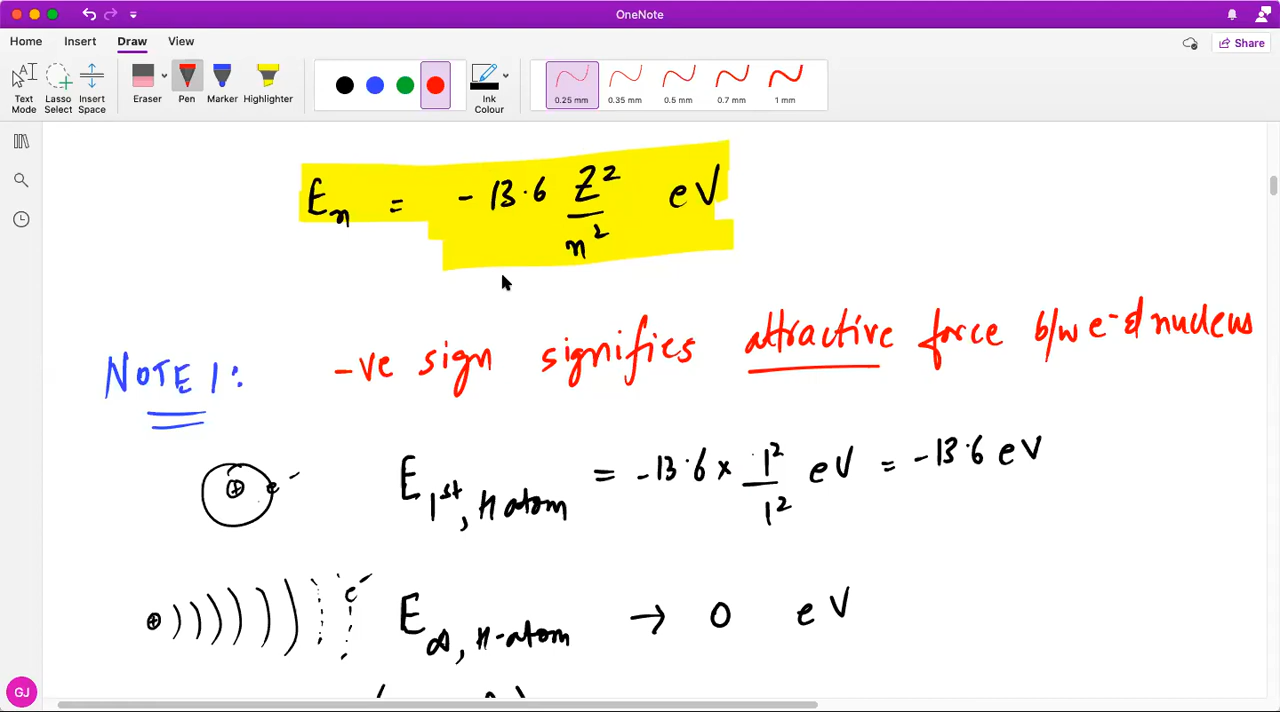 OneNote
Home Insert Draw View
Share
Text Mode
Lasso Select
Insert Space
Eraser
Pen
Marker
Highlighter
Ink Colour
0.25 mm 0.35 mm 0.5 mm 0.7 mm 1 mm
En = -13.6 Z²/n² eV
NOTE 1: -ve sign signifies attractive force b/w e- & nucleus
⊕ e-
E1st, H atom = -13.6 × 1²/1² eV = -13.6 eV
⊕ e-
E∞, H-atom → 0 eV
GJ